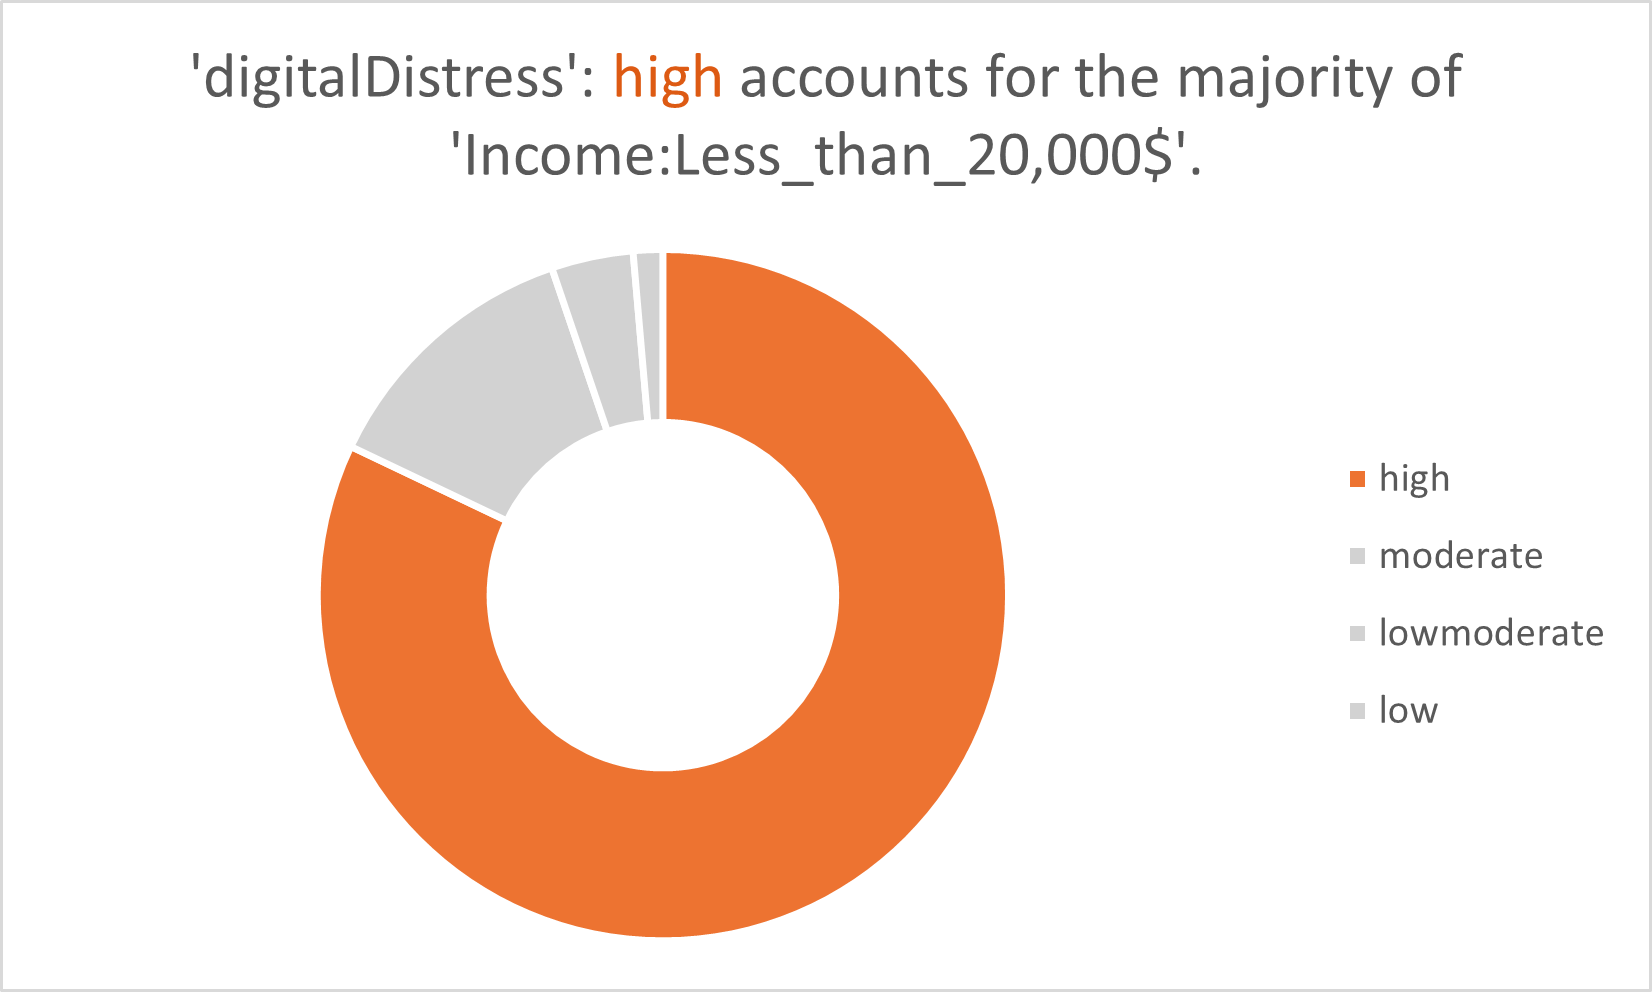 'digitalDistress': high accounts for the majority of
'Income:Less_than_20,000$'.
high
moderate
lowmoderate
low